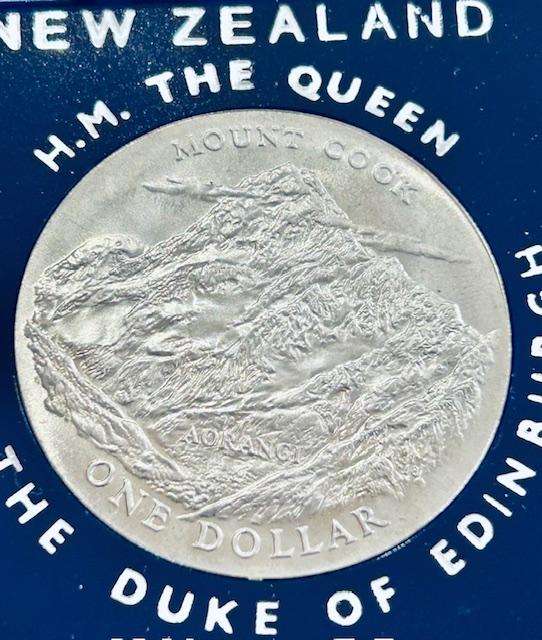 NEW ZEALAND
H.M. THE QUEEN
MOUNT COOK
AORANGI
ONE DOLLAR
THE DUKE OF EDINBURGH